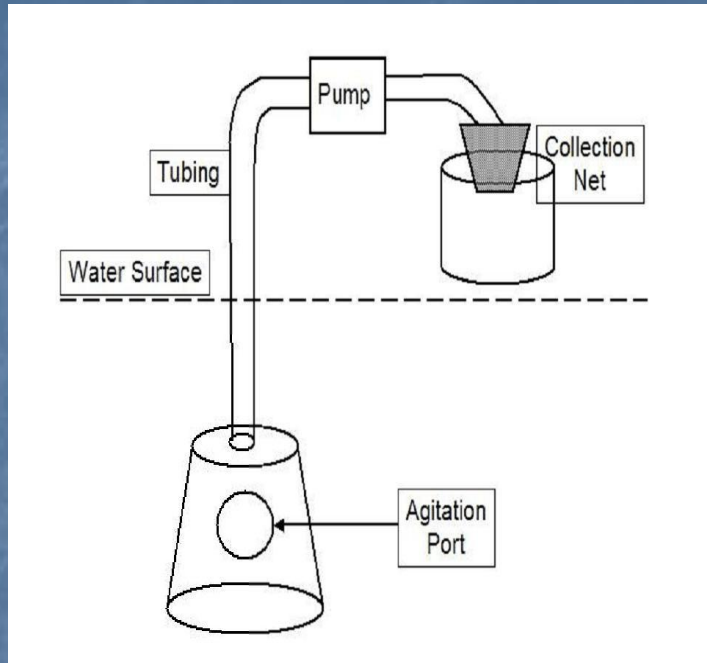 Pump
Collection
Net
Tubing
Water Surface
Agitation
Port